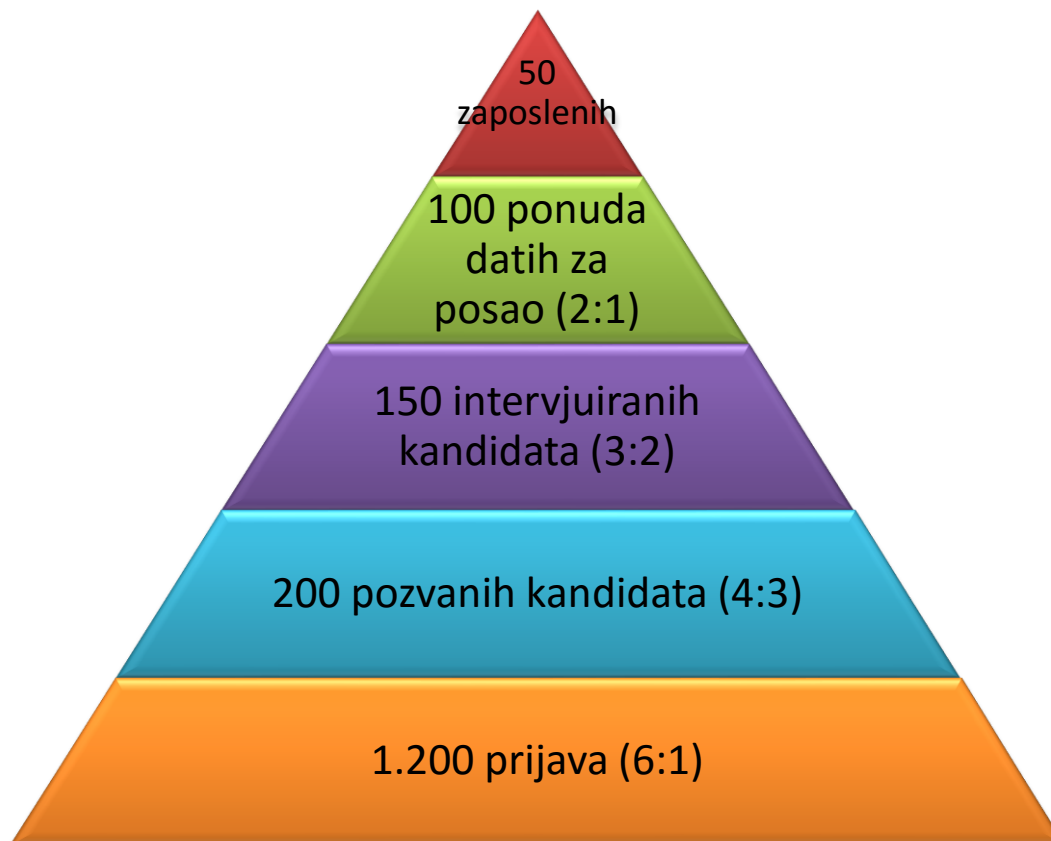 50
zaposlenih
100 ponuda
datih za
posao (2:1)
150 intervjuiranih
kandidata (3:2)
200 pozvanih kandidata (4:3)
1.200 prijava (6:1)